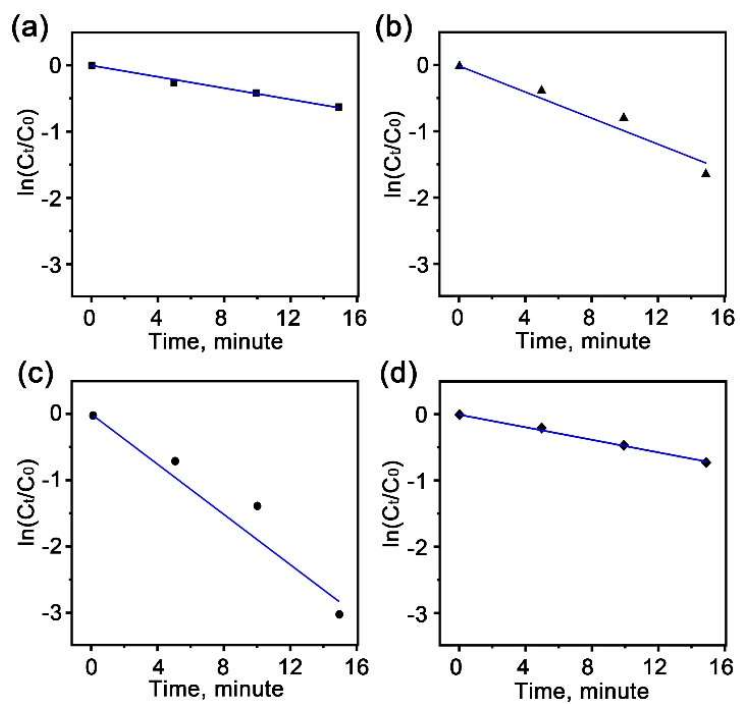 (a)
0
-1
-2
-3
ln(Ct/C0)
0 4 8 12 16
Time, minute
(b)
0
-1
-2
-3
ln(Ct/C0)
0 4 8 12 16
Time, minute
(c)
0
-1
-2
-3
ln(Ct/C0)
0 4 8 12 16
Time, minute
(d)
0
-1
-2
-3
ln(Ct/C0)
0 4 8 12 16
Time, minute